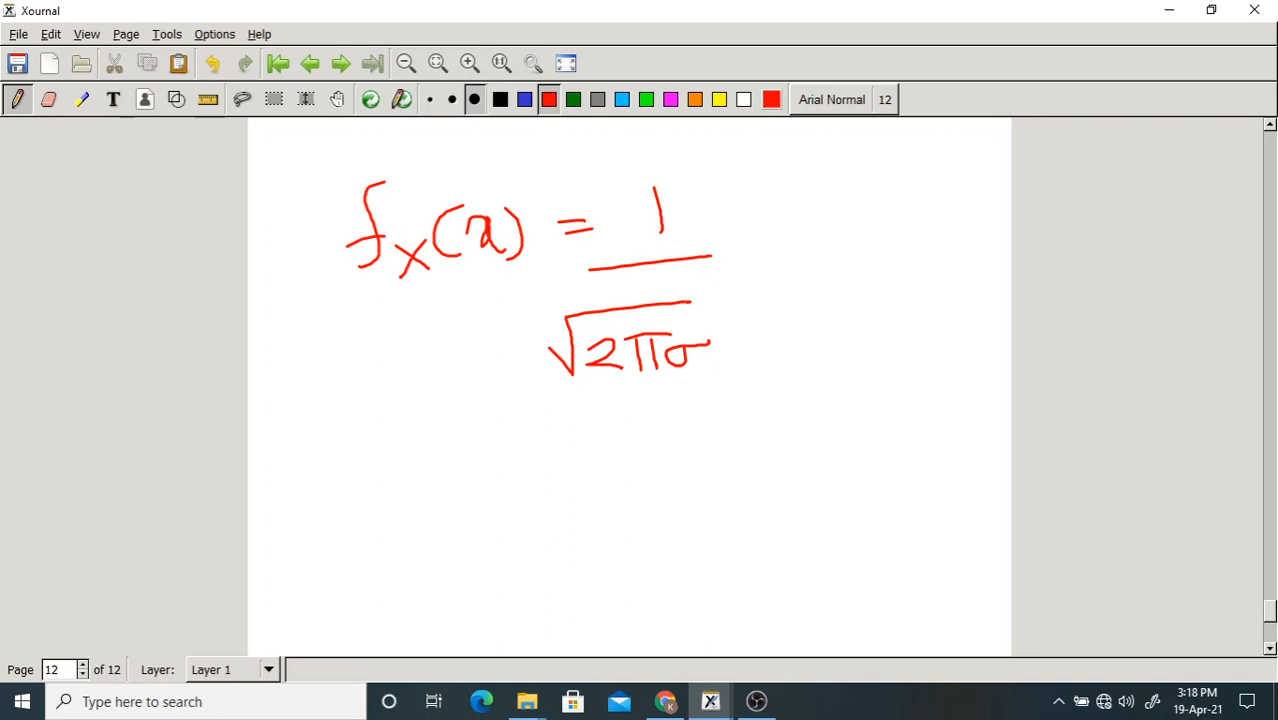 Xournal
File Edit View Page Tools Options Help
Arial Normal 12
fₓ(x) = 1
√2πσ
Page 12 of 12 Layer: Layer 1
Type here to search
3:18 PM
19-Apr-21